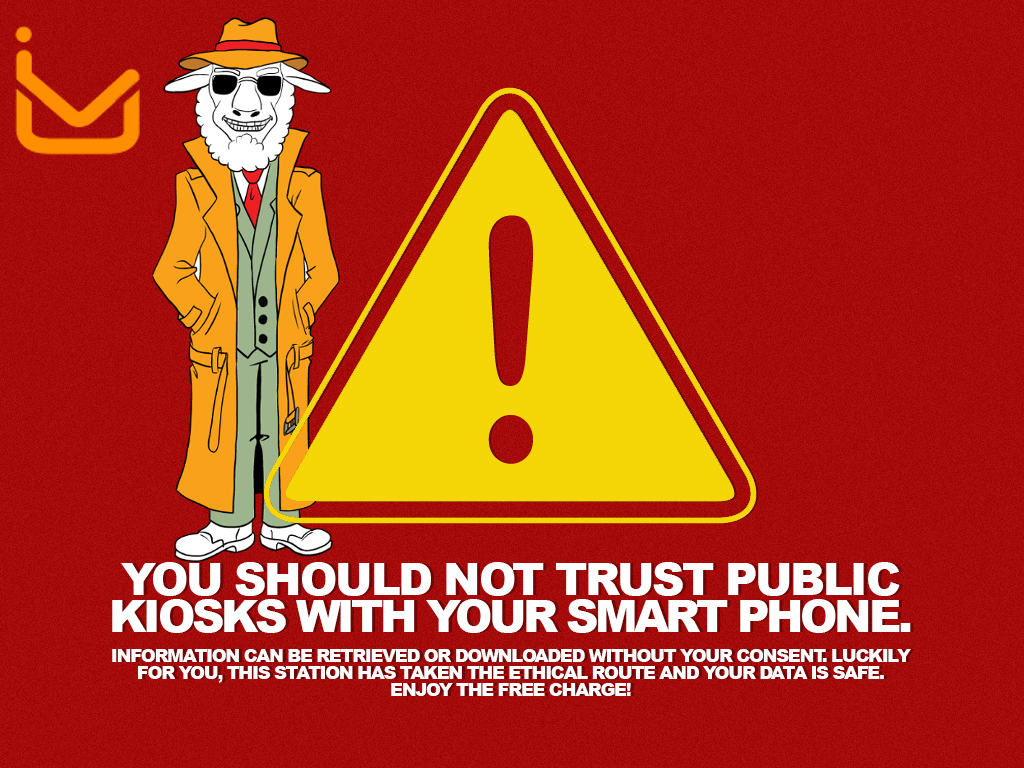 YOU SHOULD NOT TRUST PUBLIC
KIOSKS WITH YOUR SMART PHONE.
INFORMATION CAN BE RETRIEVED OR DOWNLOADED WITHOUT YOUR CONSENT. LUCKILY
FOR YOU, THIS STATION HAS TAKEN THE ETHICAL ROUTE AND YOUR DATA IS SAFE.
ENJOY THE FREE CHARGE!